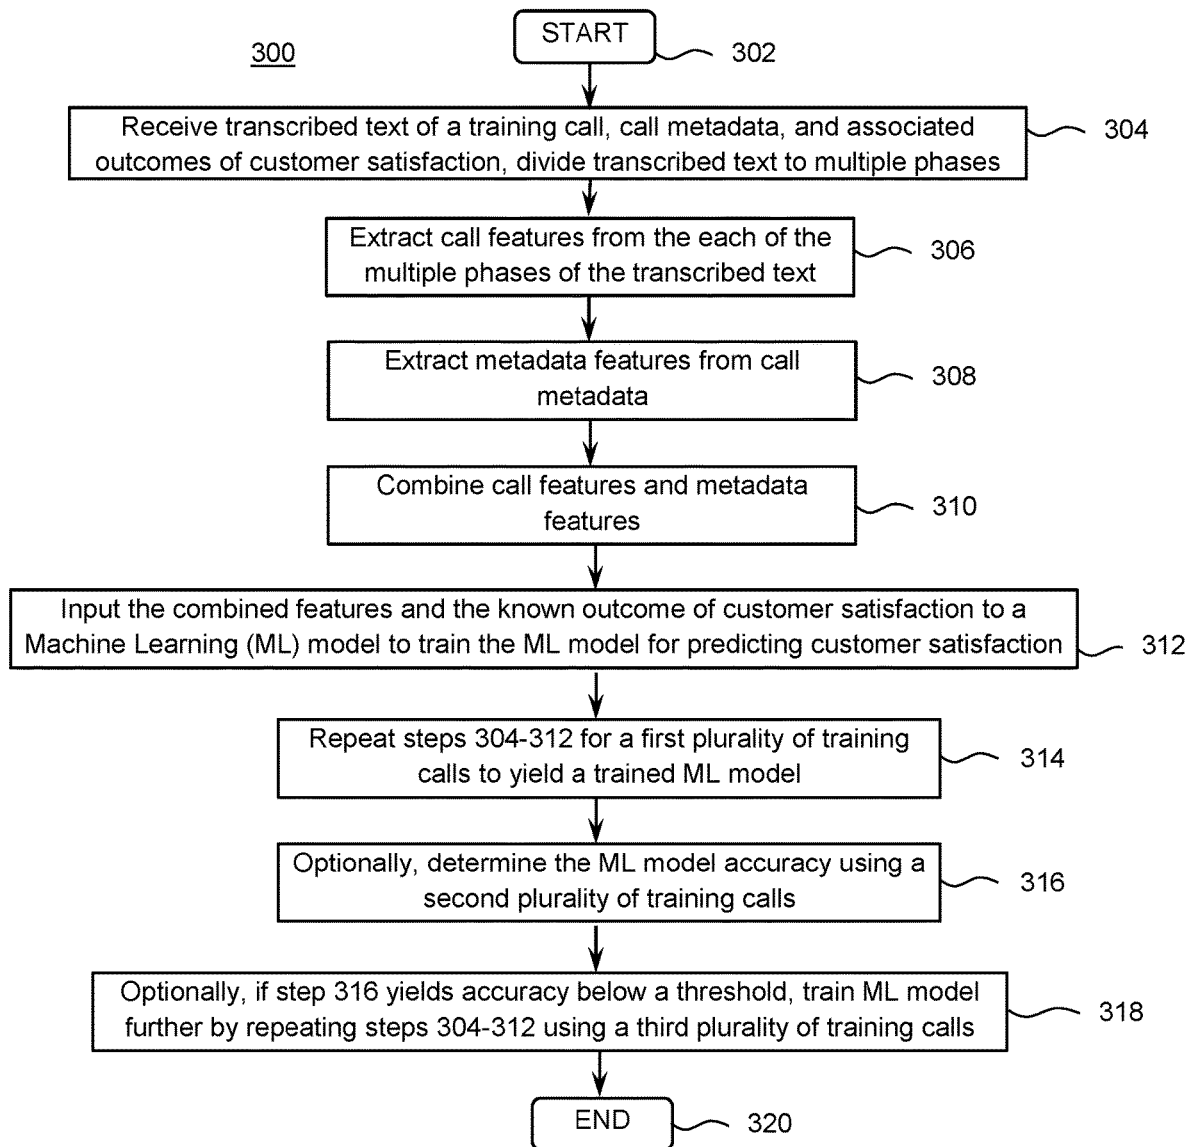 START
300
302
Receive transcribed text of a training call, call metadata, and associated
outcomes of customer satisfaction, divide transcribed text to multiple phases
304
Extract call features from the each of the
multiple phases of the transcribed text
306
Extract metadata features from call
metadata
308
Combine call features and metadata
features
310
Input the combined features and the known outcome of customer satisfaction to a
Machine Learning (ML) model to train the ML model for predicting customer satisfaction
312
Repeat steps 304-312 for a first plurality of training
calls to yield a trained ML model
314
Optionally, determine the ML model accuracy using a
second plurality of training calls
316
Optionally, if step 316 yields accuracy below a threshold, train ML model
further by repeating steps 304-312 using a third plurality of training calls
318
END
320